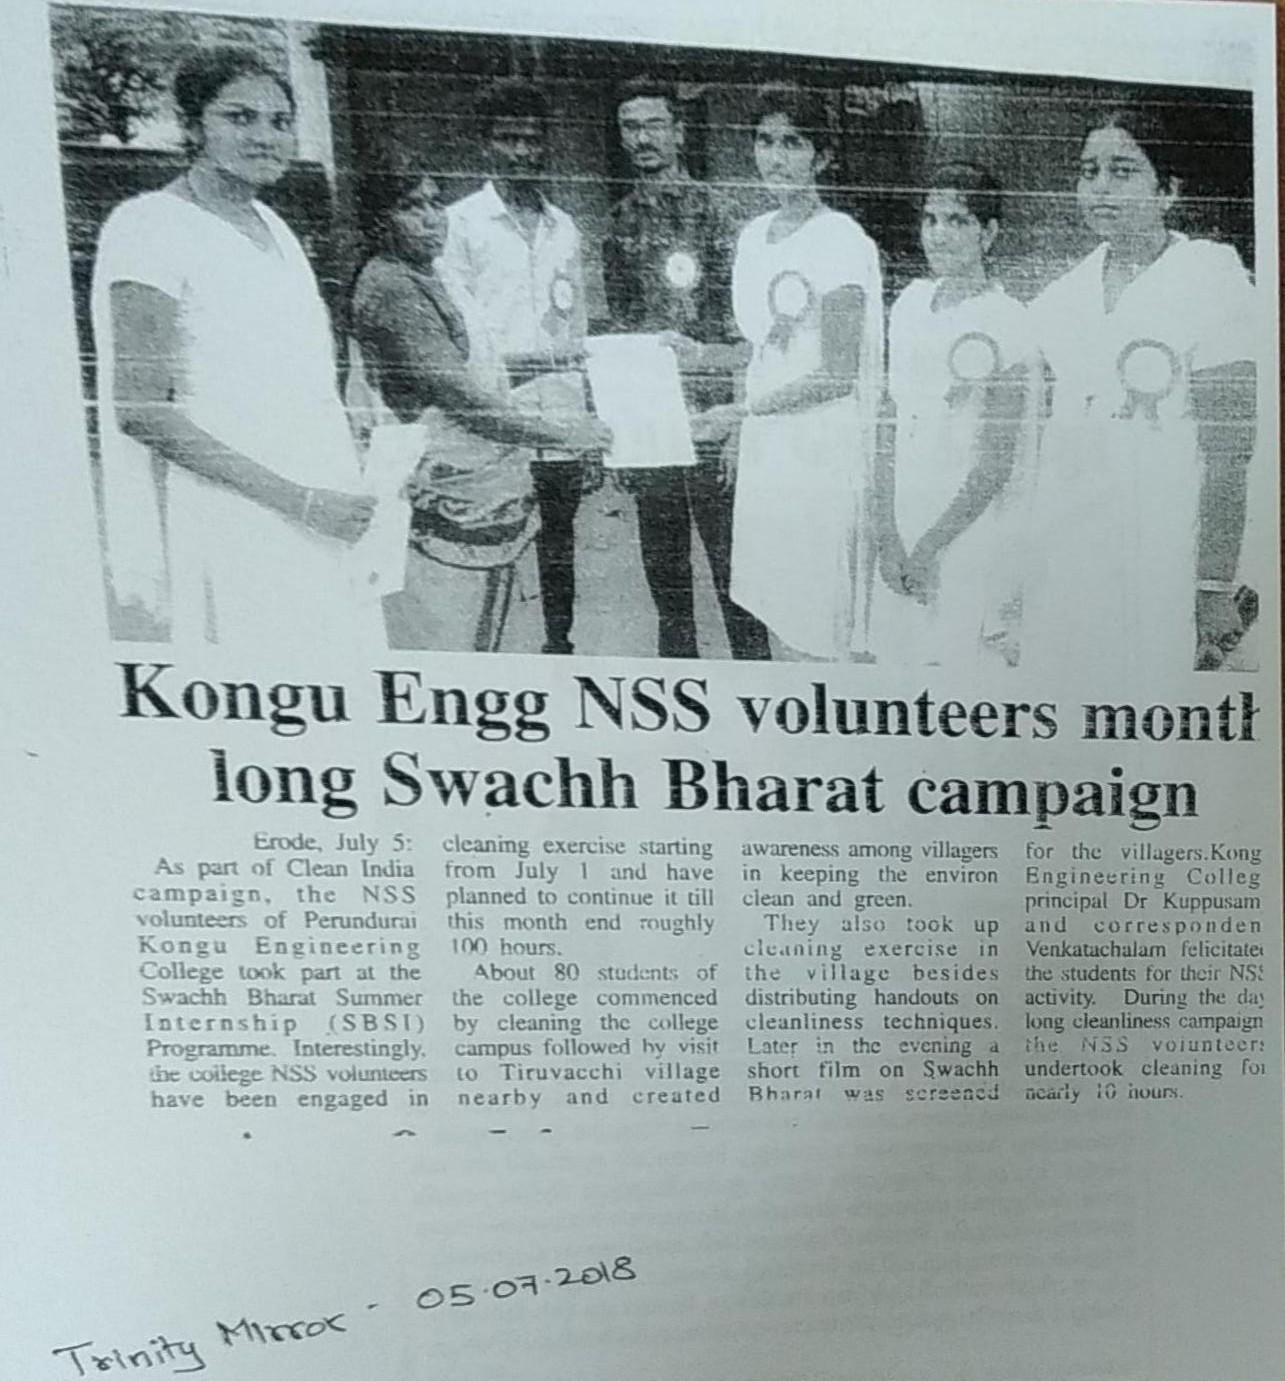 Kongu Engg NSS volunteers month
long Swachh Bharat campaign
Erode, July 5:
As part of Clean India
campaign, the NSS
volunteers of Perundurai
Kongu Engineering
College took part at the
Swachh Bharat Summer
Internship (SBSI)
Programme. Interestingly,
the college NSS volunteers
have been engaged in
cleaning exercise starting
from July 1 and have
planned to continue it till
this month end roughly
100 hours.
About 80 students of
the college commenced
by cleaning the college
campus followed by visit
to Tiruvacchi village
nearby and created
awareness among villagers
in keeping the environ
clean and green.
They also took up
cleaning exercise in
the village besides
distributing handouts on
cleanliness techniques.
Later in the evening a
short film on Swachh
Bharat was screened
for the villagers.Kong
Engineering Colleg
principal Dr Kuppusam
and corresponden
Venkatachalam felicitated
the students for their NSS
activity. During the day
long cleanliness campaign
the NSS volunteers
undertook cleaning for
nearly 10 hours.
Trinity Mirror - 05.07.2018